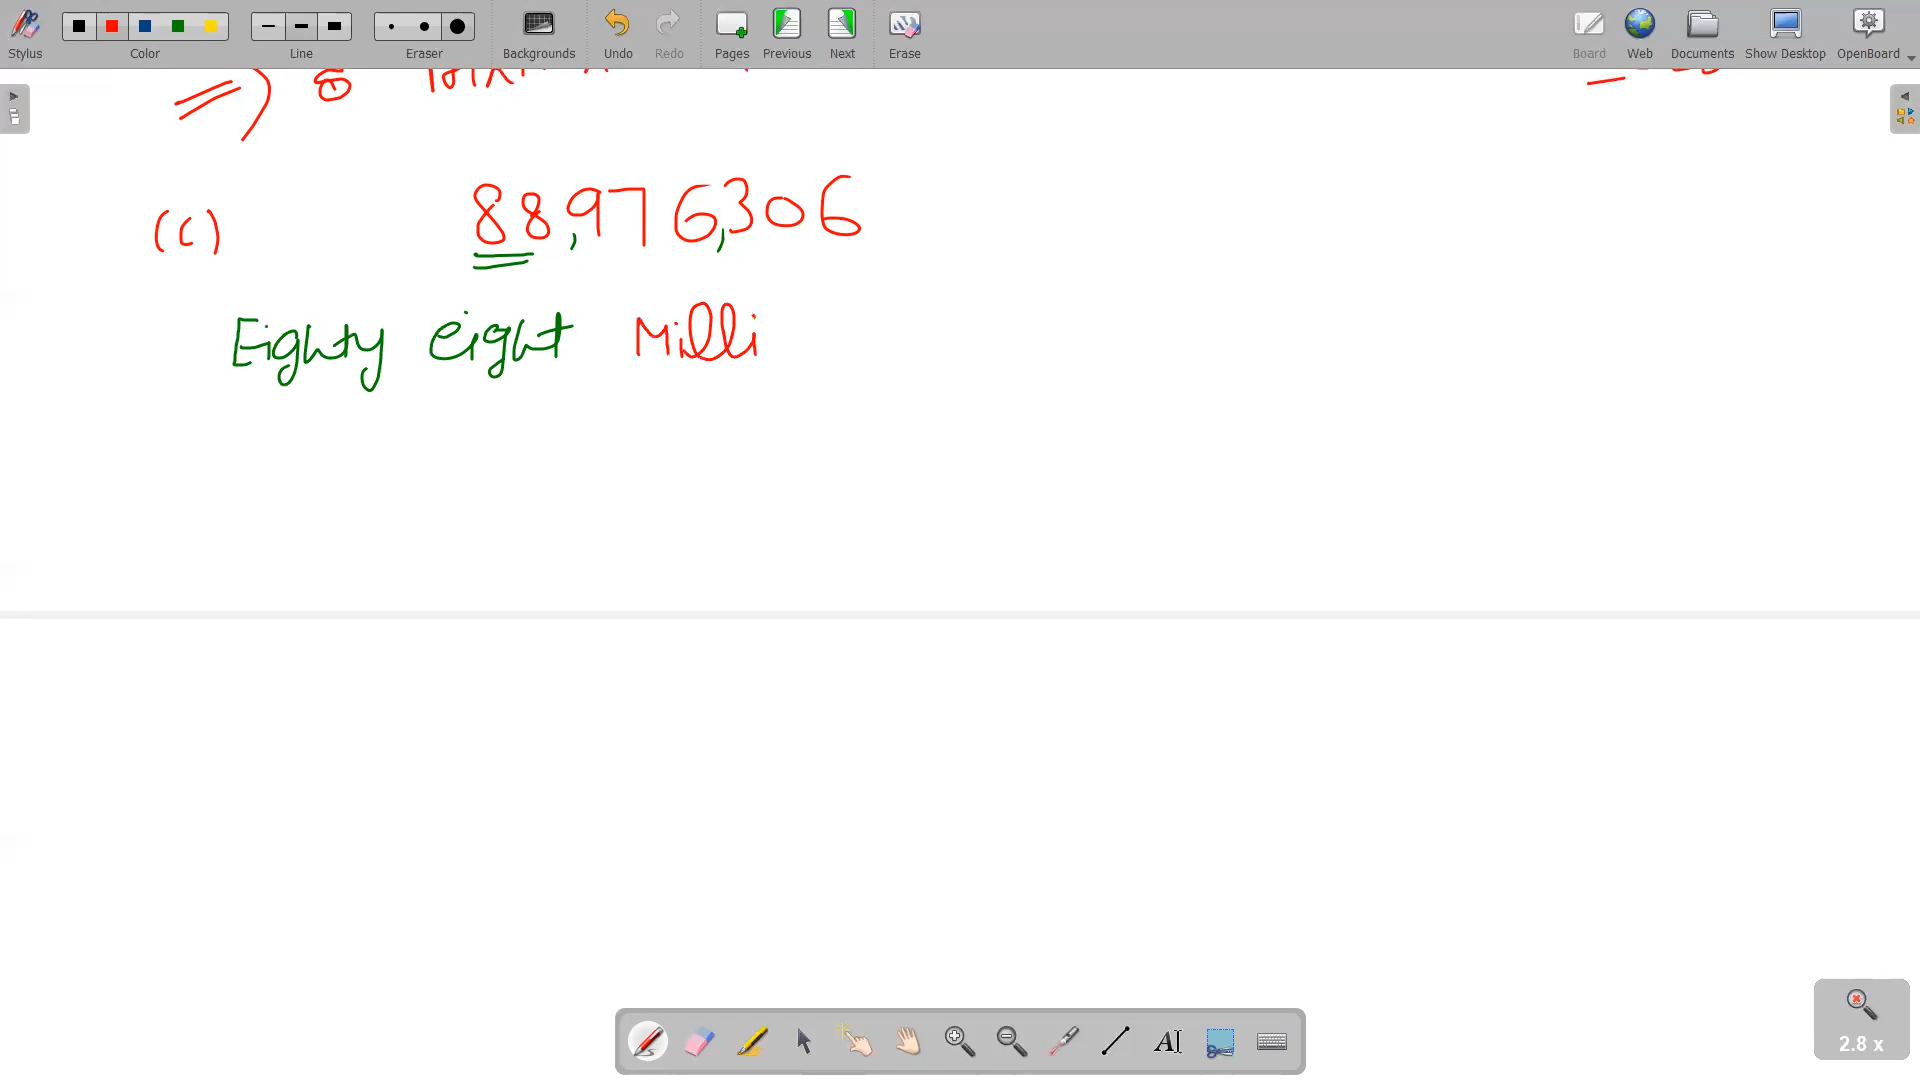 Stylus Color Line Eraser Backgrounds Undo Redo Pages Previous Next Erase Board Web Documents Show Desktop OpenBoard
(c) 88,976,306
Eighty eight Milli
2.8 x